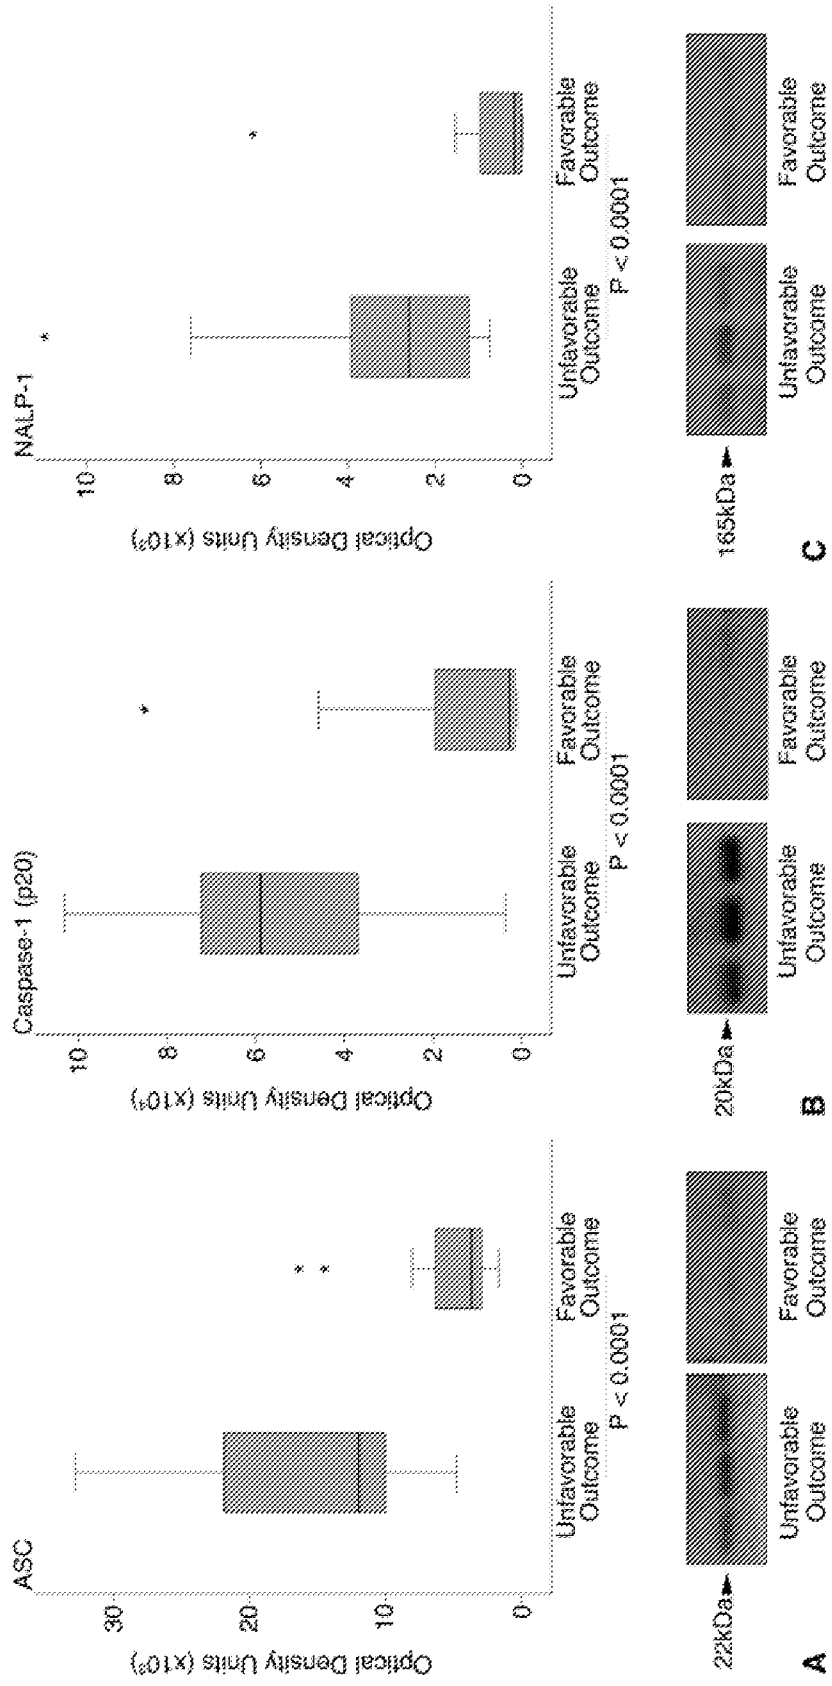 ASC
Optical Density Units (x10³)
30
20
10
0
Unfavorable
Outcome
Favorable
Outcome
P < 0.0001
22kDa
Unfavorable
Outcome
Favorable
Outcome
A
Caspase-1 (p20)
Optical Density Units (x10³)
10
8
6
4
2
0
Unfavorable
Outcome
Favorable
Outcome
P < 0.0001
20kDa
Unfavorable
Outcome
Favorable
Outcome
B
NALP-1
Optical Density Units (x10³)
10
8
6
4
2
0
Unfavorable
Outcome
Favorable
Outcome
P < 0.0001
165kDa
Unfavorable
Outcome
Favorable
Outcome
C